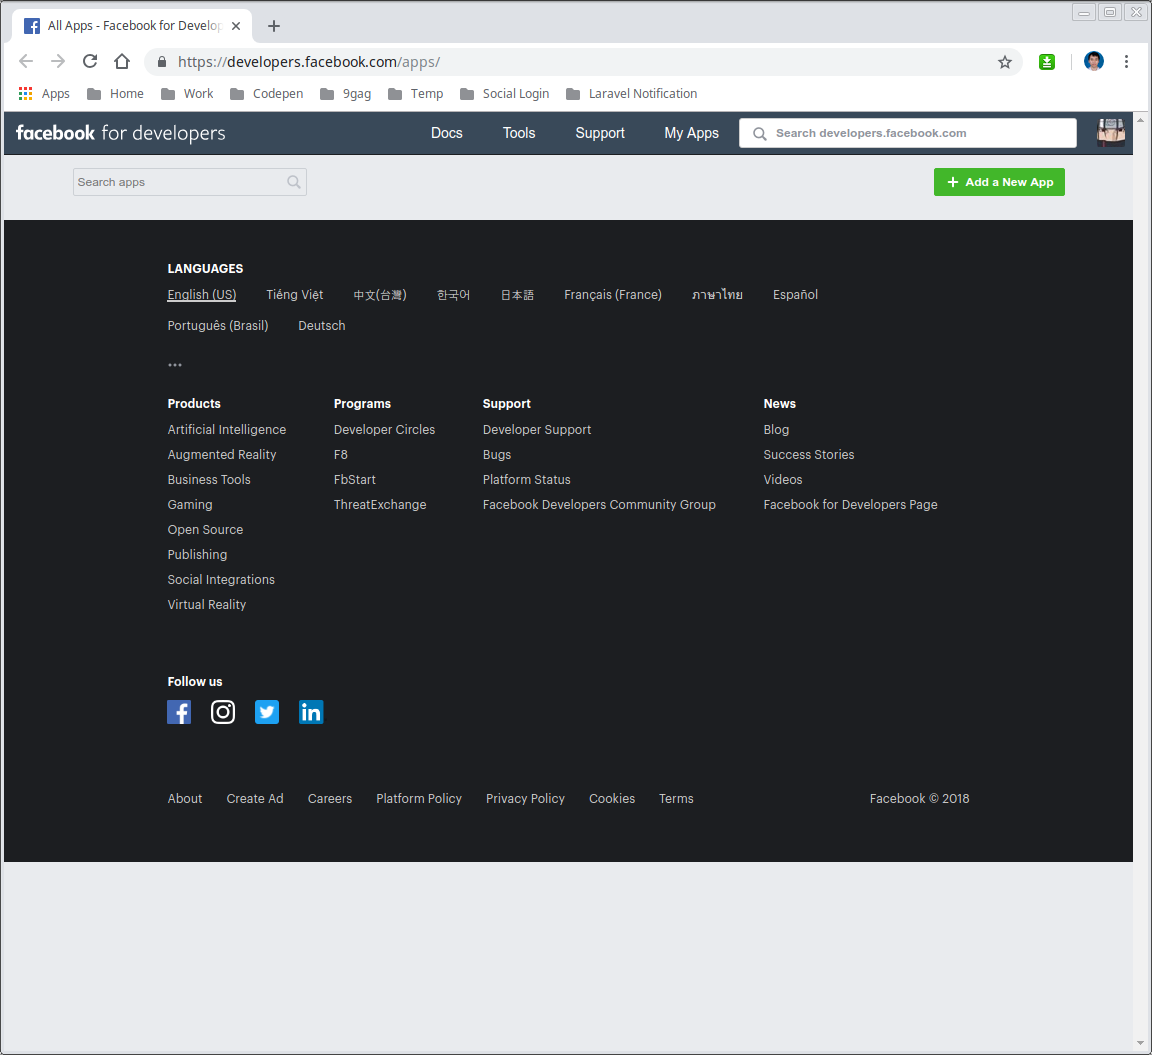 All Apps - Facebook for Develop
https://developers.facebook.com/apps/
Apps Home Work Codepen 9gag Temp Social Login Laravel Notification
facebook for developers Docs Tools Support My Apps Search developers.facebook.com
Search apps + Add a New App
LANGUAGES
English (US) Tiếng Việt 中文(台灣) 한국어 日本語 Français (France) ภาษาไทย Español
Português (Brasil) Deutsch
...
Products Programs Support News
Artificial Intelligence Developer Circles Developer Support Blog
Augmented Reality F8 Bugs Success Stories
Business Tools FbStart Platform Status Videos
Gaming ThreatExchange Facebook Developers Community Group Facebook for Developers Page
Open Source
Publishing
Social Integrations
Virtual Reality
Follow us
About Create Ad Careers Platform Policy Privacy Policy Cookies Terms Facebook © 2018